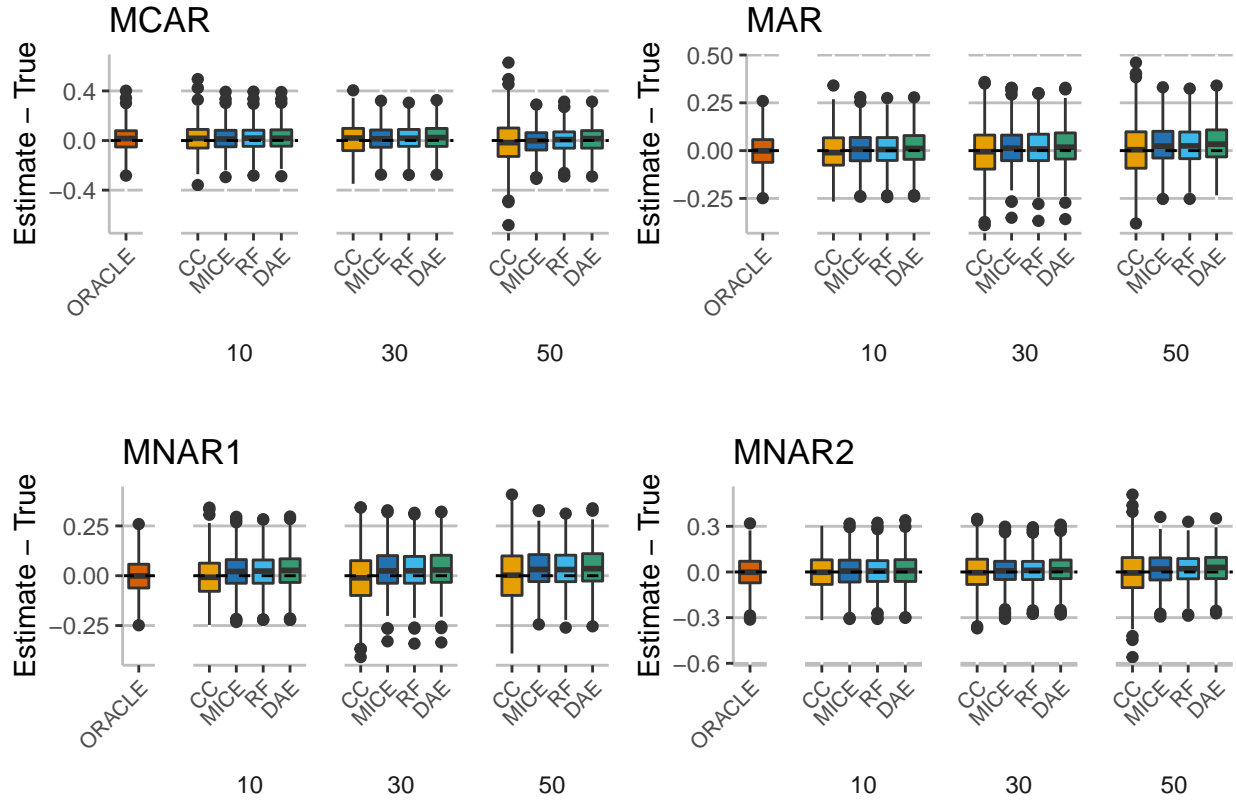 MCAR
Estimate − True
0.4
0.0
−0.4
ORACLE
CC
MICE
RF
DAE
CC
MICE
RF
DAE
CC
MICE
RF
DAE
10
30
50
MAR
Estimate − True
0.50
0.25
0.00
−0.25
ORACLE
CC
MICE
RF
DAE
CC
MICE
RF
DAE
CC
MICE
RF
DAE
10
30
50
MNAR1
Estimate − True
0.25
0.00
−0.25
ORACLE
CC
MICE
RF
DAE
CC
MICE
RF
DAE
CC
MICE
RF
DAE
10
30
50
MNAR2
Estimate − True
0.3
0.0
−0.3
−0.6
ORACLE
CC
MICE
RF
DAE
CC
MICE
RF
DAE
CC
MICE
RF
DAE
10
30
50